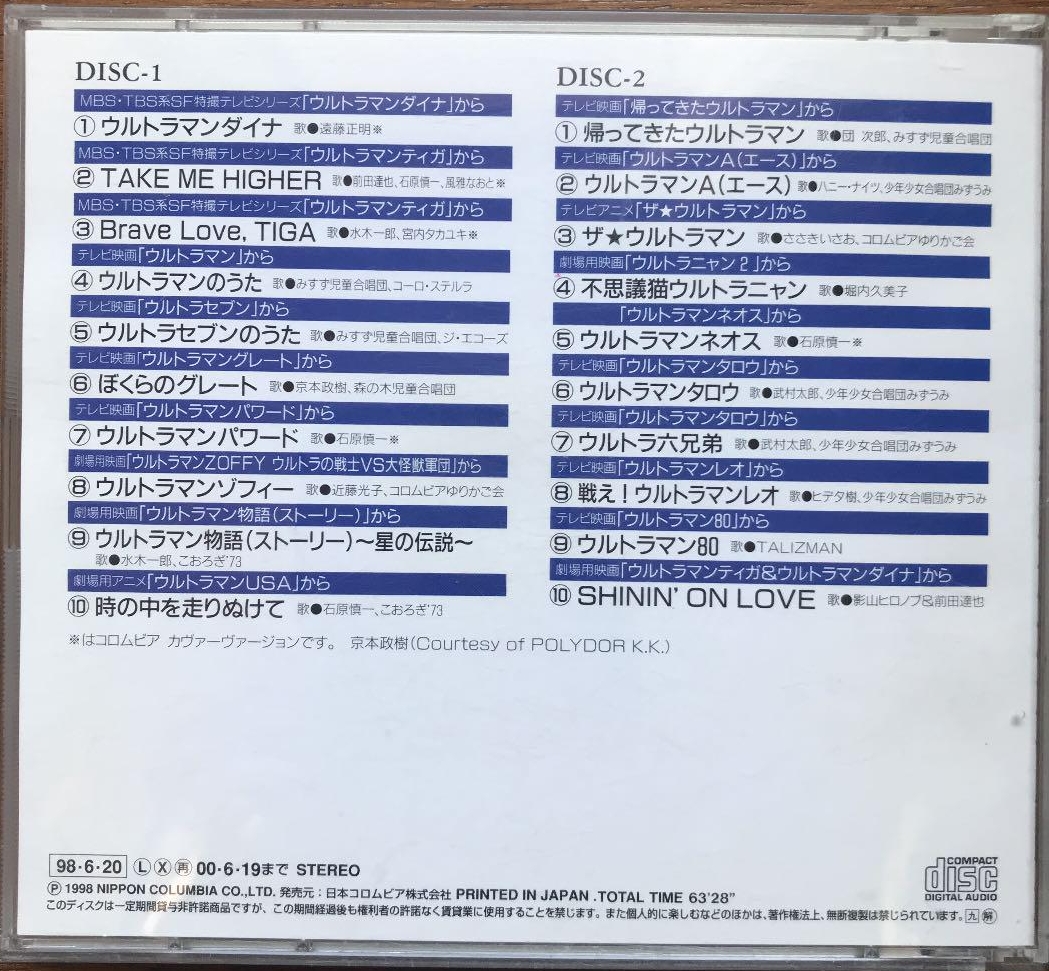 DISC-1
MBS・TBS系SF特撮テレビシリーズ「ウルトラマンダイナ」から
① ウルトラマンダイナ 歌●遠藤正明※
MBS・TBS系SF特撮テレビシリーズ「ウルトラマンティガ」から
② TAKE ME HIGHER 歌●前田達也、石原慎一、風雅なおと※
MBS・TBS系SF特撮テレビシリーズ「ウルトラマンティガ」から
③ Brave Love, TIGA 歌●水木一郎、宮内タカユキ※
テレビ映画「ウルトラマン」から
④ ウルトラマンのうた 歌●みすず児童合唱団、コーロ・ステルラ
テレビ映画「ウルトラセブン」から
⑤ ウルトラセブンのうた 歌●みすず児童合唱団、ジ・エコーズ
テレビ映画「ウルトラマングレート」から
⑥ ぼくらのグレート 歌●京本政樹、森の木児童合唱団
テレビ映画「ウルトラマンパワード」から
⑦ ウルトラマンパワード 歌●石原慎一※
劇場用映画「ウルトラマンZOFFY ウルトラの戦士VS大怪獣軍団」から
⑧ ウルトラマンゾフィー 歌●近藤光子、コロムビアゆりかご会
劇場用映画「ウルトラマン物語(ストーリー)」から
⑨ ウルトラマン物語(ストーリー)〜星の伝説〜
歌●水木一郎、こおろぎ'73
劇場用アニメ「ウルトラマンUSA」から
⑩ 時の中を走りぬけて 歌●石原慎一、こおろぎ'73
※はコロムビア カヴァーヴァージョンです。 京本政樹(Courtesy of POLYDOR K.K.)
DISC-2
テレビ映画「帰ってきたウルトラマン」から
① 帰ってきたウルトラマン 歌●団 次郎、みすず児童合唱団
テレビ映画「ウルトラマンA(エース)」から
② ウルトラマンA(エース) 歌●ハニー・ナイツ、少年少女合唱団みずうみ
テレビアニメ「ザ★ウルトラマン」から
③ ザ★ウルトラマン 歌●ささきいさお、コロムビアゆりかご会
劇場用映画「ウルトラニャン2」から
④ 不思議猫ウルトラニャン 歌●堀内久美子
「ウルトラマンネオス」から
⑤ ウルトラマンネオス 歌●石原慎一※
テレビ映画「ウルトラマンタロウ」から
⑥ ウルトラマンタロウ 歌●武村太郎、少年少女合唱団みずうみ
テレビ映画「ウルトラマンタロウ」から
⑦ ウルトラ六兄弟 歌●武村太郎、少年少女合唱団みずうみ
テレビ映画「ウルトラマンレオ」から
⑧ 戦え!ウルトラマンレオ 歌●ヒデタ樹、少年少女合唱団みずうみ
テレビ映画「ウルトラマン80」から
⑨ ウルトラマン80 歌●TALIZMAN
劇場用映画「ウルトラマンティガ&ウルトラマンダイナ」から
⑩ SHININ' ON LOVE 歌●影山ヒロノブ&前田達也
98・6・20 Ⓛ Ⓧ 再 00・6・19まで STEREO
Ⓟ 1998 NIPPON COLUMBIA CO.,LTD. 発売元:日本コロムビア株式会社 PRINTED IN JAPAN .TOTAL TIME 63'28"
このディスクは一定期間貸与非許諾商品ですが、この期間経過後も権利者の許諾なく賃貸業に使用することを禁じます。また個人的に楽しむなどのほかは、著作権法上、無断複製は禁じられています。九 解
COMPACT
disc
DIGITAL AUDIO